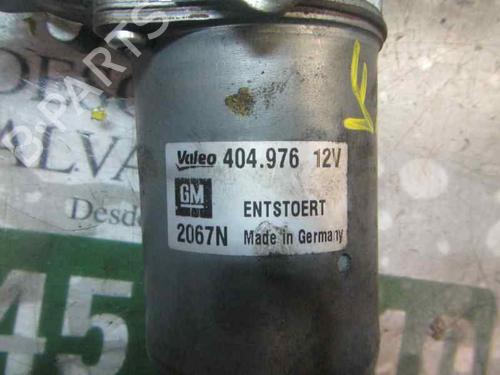 Valeo 404.976 12V
GM
ENTSTOERT
2067N Made in Germany
B-PARTS
Desde
45